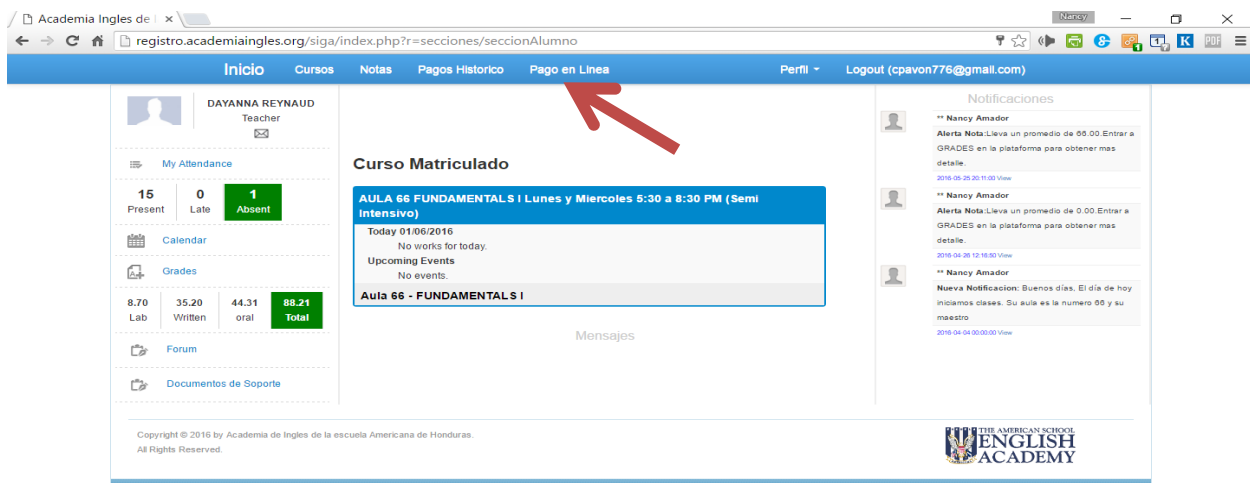 Academia Ingles de l
Nancy
registro.academiaingles.org/siga/index.php?r=secciones/seccionAlumno
Inicio Cursos Notas Pagos Historico Pago en Linea Perfil Logout (cpavon776@gmail.com)
DAYANNA REYNAUD
Teacher
My Attendance
15 0 1
Present Late Absent
Calendar
Grades
8.70 35.20 44.31 88.21
Lab Written oral Total
Forum
Documentos de Soporte
Curso Matriculado
AULA 66 FUNDAMENTALS I Lunes y Miercoles 5:30 a 8:30 PM (Semi
Intensivo)
Today 01/06/2016
No works for today.
Upcoming Events
No events.
Aula 66 - FUNDAMENTALS I
Mensajes
Notificaciones
** Nancy Amador
Alerta Nota:Lleva un promedio de 66.00.Entrar a
GRADES en la plataforma para obtener mas
detalle.
2016-05-25 20:11:00 View
** Nancy Amador
Alerta Nota:Lleva un promedio de 0.00.Entrar a
GRADES en la plataforma para obtener mas
detalle.
2016-04-26 12:16:50 View
** Nancy Amador
Nueva Notificacion: Buenos días, El día de hoy
iniciamos clases. Su aula es la numero 66 y su
maestro
2016-04-04 00:00:00 View
Copyright © 2016 by Academia de Ingles de la escuela Americana de Honduras.
All Rights Reserved.
THE AMERICAN SCHOOL
ENGLISH
ACADEMY